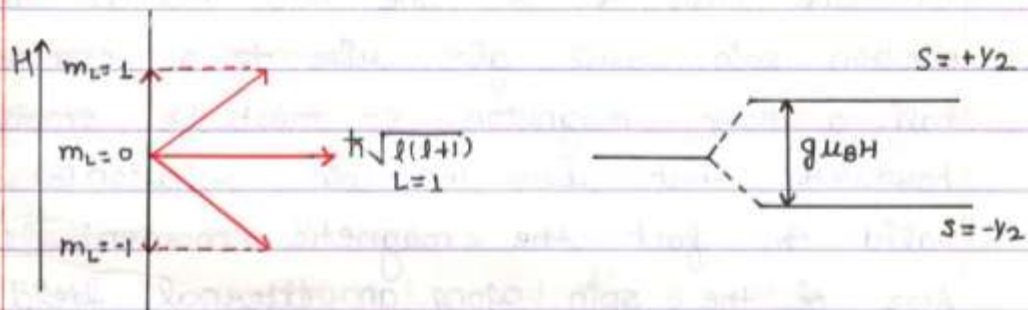 H
m_L = 1
m_L = 0
m_L = -1
ħ√l(l+1)
L = 1
S = +1/2
gμ_BH
S = -1/2